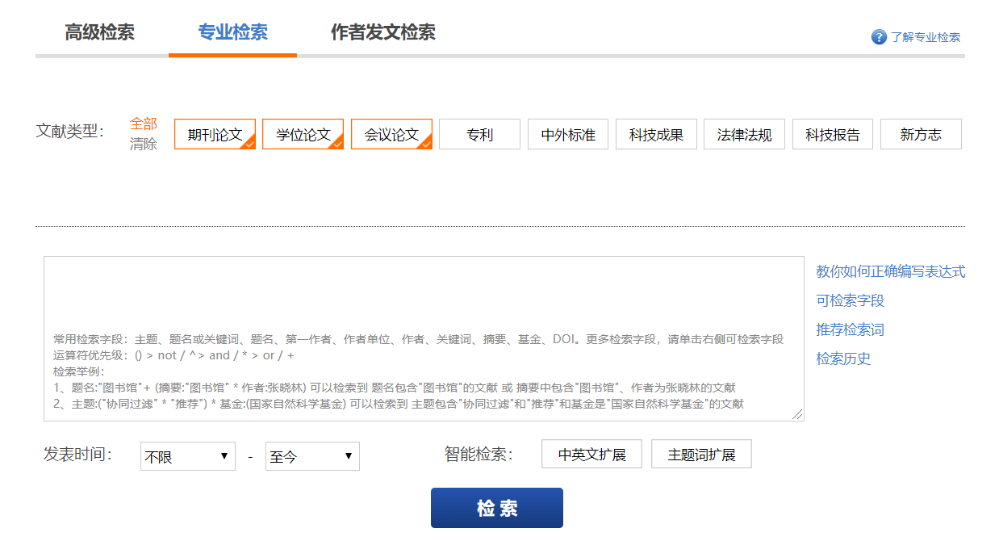 高级检索 专业检索 作者发文检索
? 了解专业检索
文献类型： 全部 期刊论文 学位论文 会议论文 专利 中外标准 科技成果 法律法规 科技报告 新方志
清除
教你如何正确编写表达式
可检索字段
推荐检索词
检索历史
常用检索字段：主题、题名或关键词、题名、第一作者、作者单位、作者、关键词、摘要、基金、DOI。更多检索字段，请单击右侧可检索字段
运算符优先级：() > not / ^ > and / * > or / +
检索举例：
1、题名:"图书馆"+ (摘要:"图书馆" * 作者:张晓林) 可以检索到 题名包含"图书馆"的文献 或 摘要中包含"图书馆"、作者为张晓林的文献
2、主题:("协同过滤" * "推荐") * 基金:(国家自然科学基金) 可以检索到 主题包含"协同过滤"和"推荐"和基金是"国家自然科学基金"的文献
发表时间： 不限 - 至今 智能检索： 中英文扩展 主题词扩展
检 索